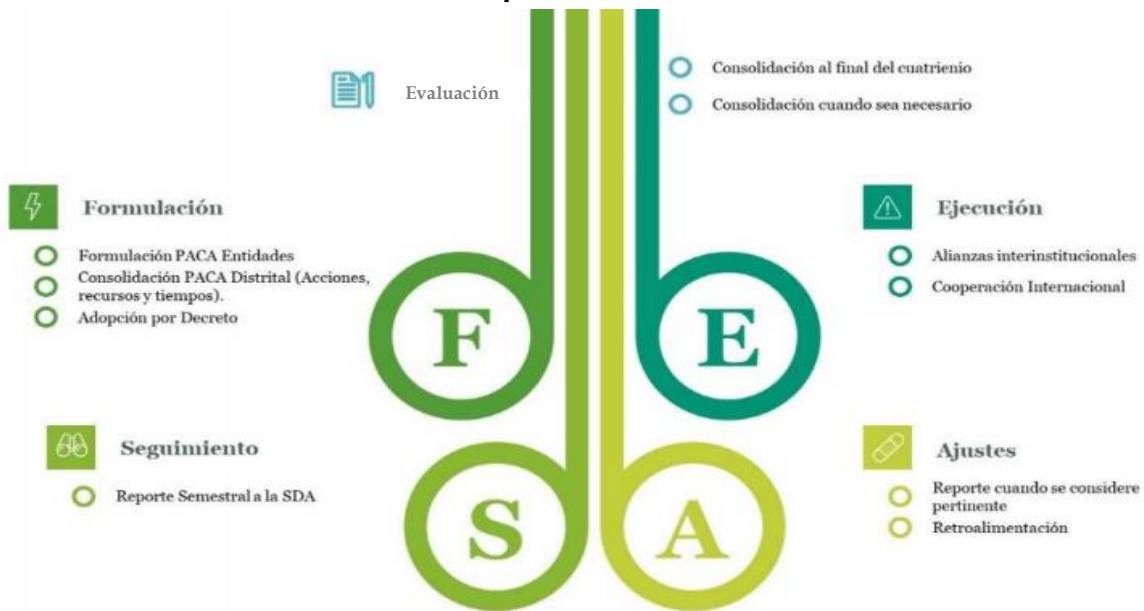 Evaluación
Consolidación al final del cuatrienio
Consolidación cuando sea necesario
Formulación
Formulación PACA Entidades
Consolidación PACA Distrital (Acciones,
recursos y tiempos).
Adopción por Decreto
F
E
Ejecución
Alianzas interinstitucionales
Cooperación Internacional
Seguimiento
Reporte Semestral a la SDA
S
A
Ajustes
Reporte cuando se considere
pertinente
Retroalimentación